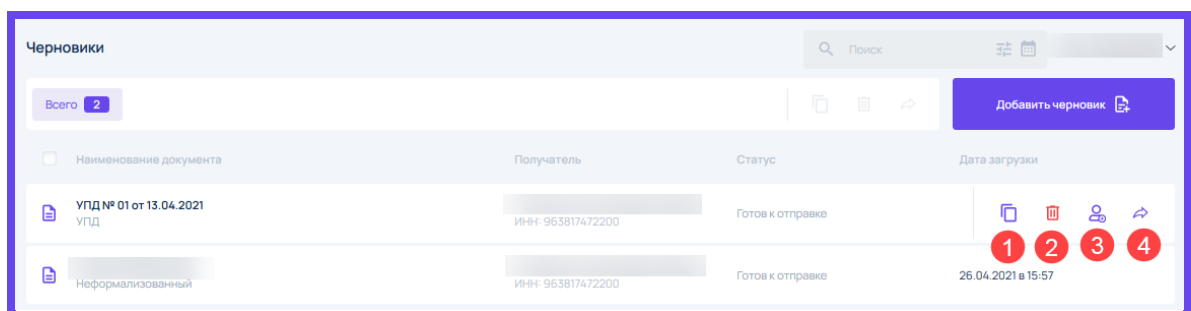 Черновики
Поиск
Всего 2
Добавить черновик
Наименование документа Получатель Статус Дата загрузки
УПД № 01 от 13.04.2021
УПД
ИНН: 963817472200
Готов к отправке
1 2 3 4
Неформализованный
ИНН: 963817472200
Готов к отправке
26.04.2021 в 15:57